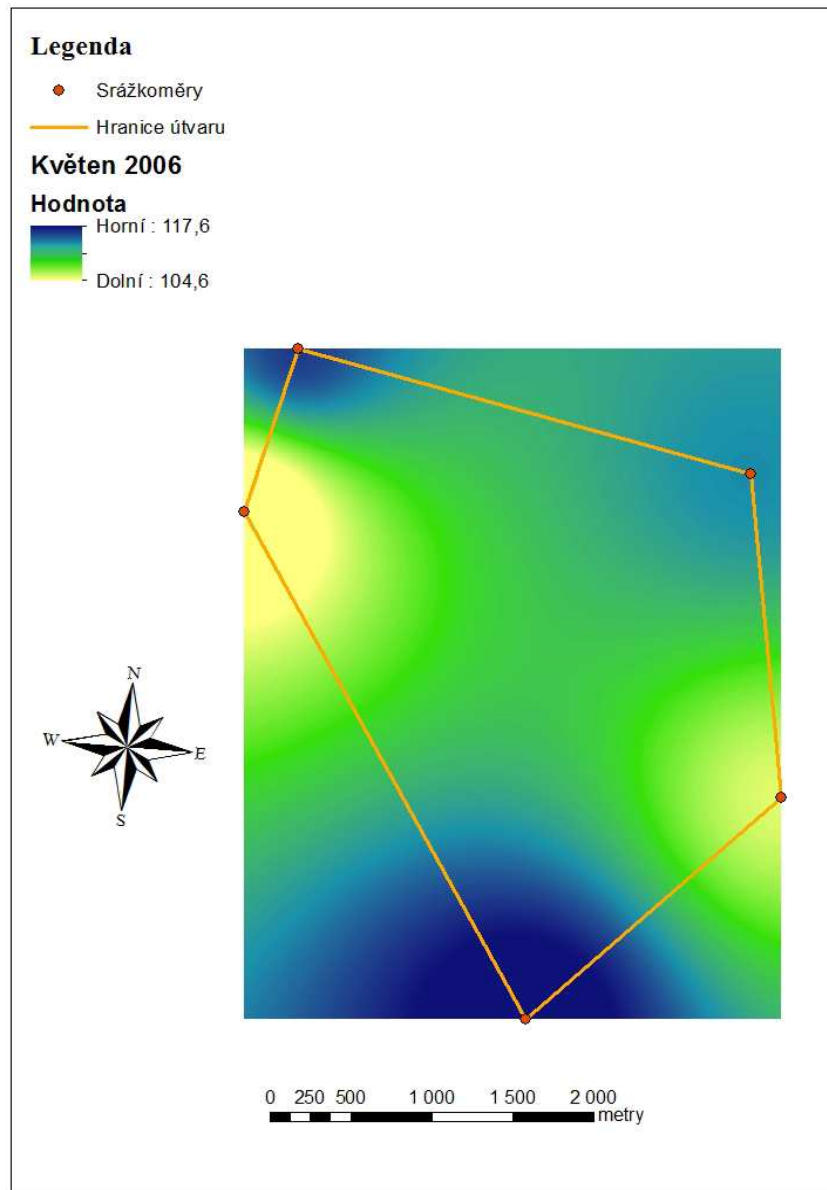 Legenda
Srážkoměry
Hranice útvaru
Květen 2006
Hodnota
Horní : 117,6
Dolní : 104,6
N
W
E
S
0 250 500 1 000 1 500 2 000
metry